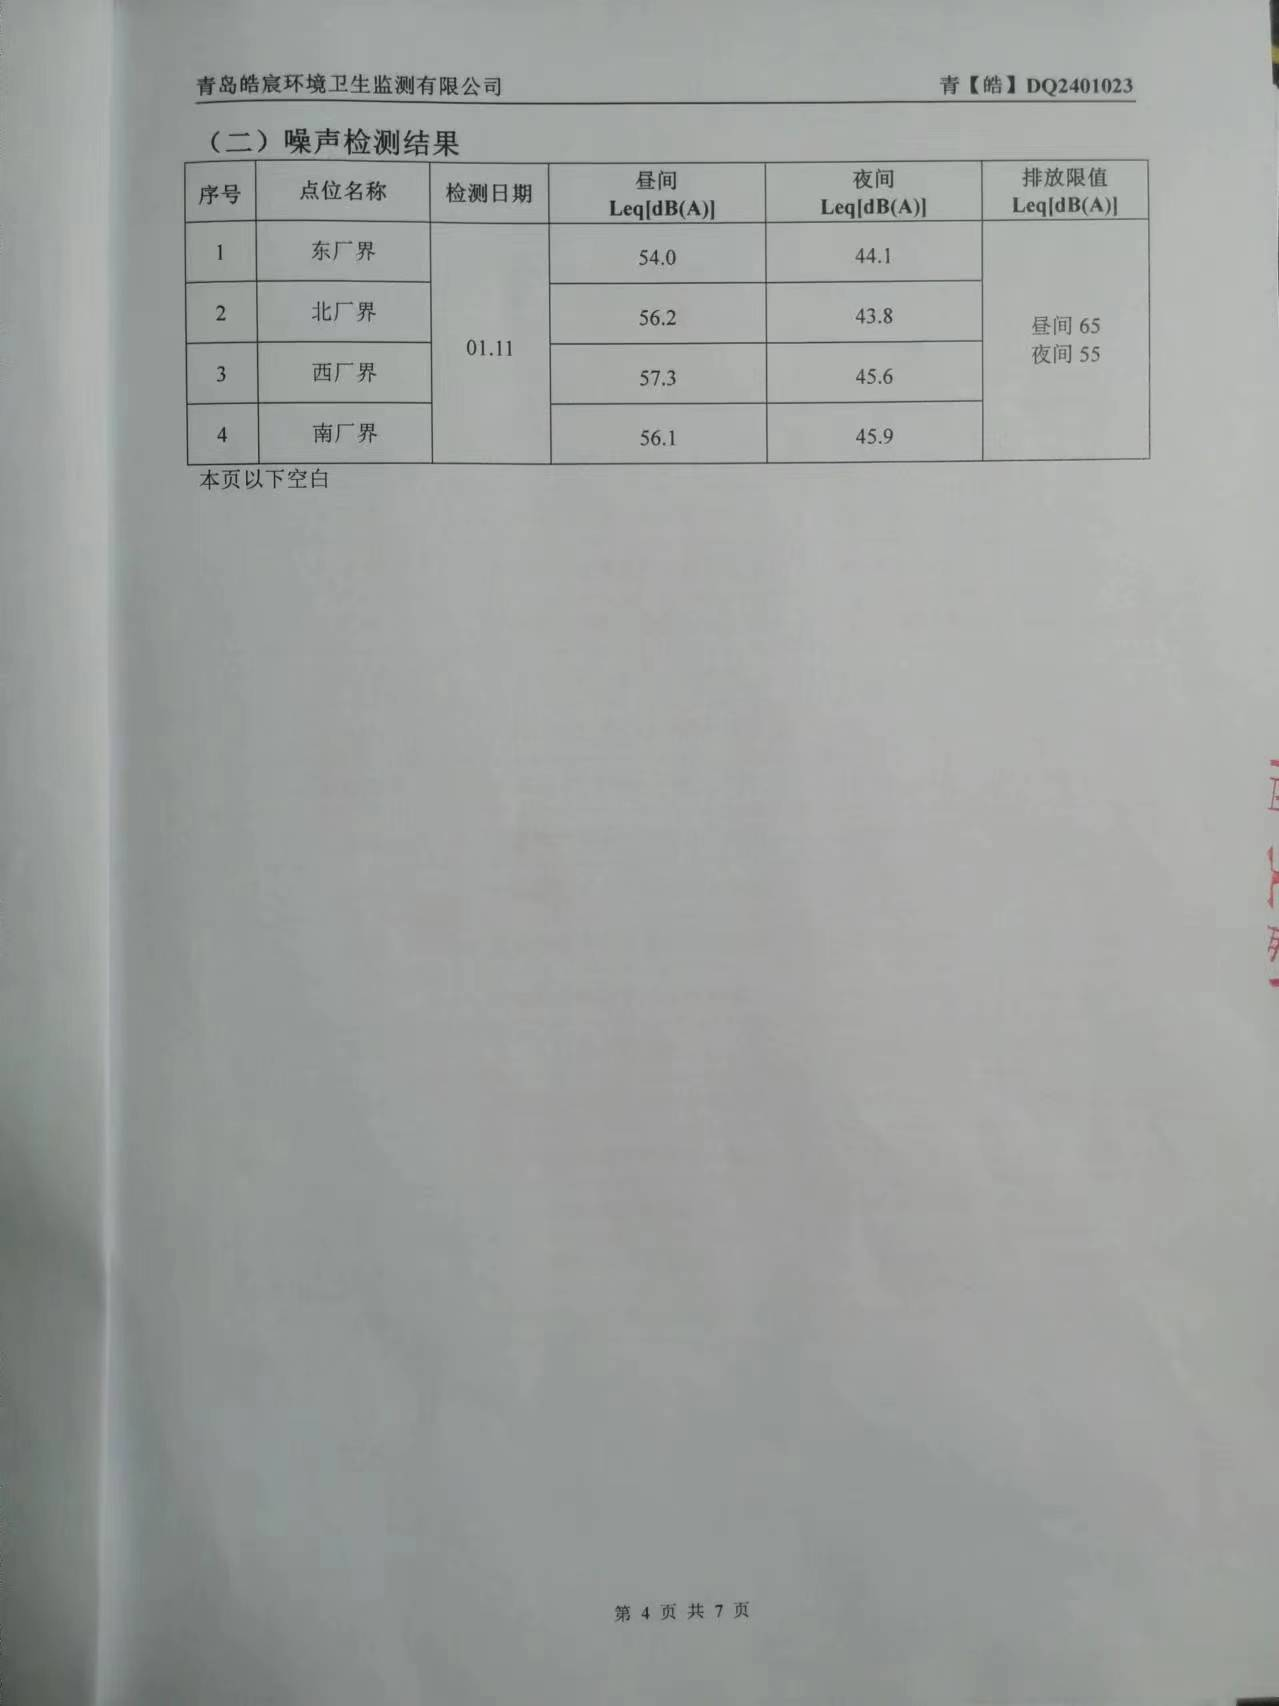 青岛皓宸环境卫生监测有限公司 青【皓】DQ2401023
（二）噪声检测结果
序号 点位名称 检测日期 昼间 Leq[dB(A)] 夜间 Leq[dB(A)] 排放限值 Leq[dB(A)]
1 东厂界 01.11 54.0 44.1 昼间 65 夜间 55
2 北厂界 56.2 43.8
3 西厂界 57.3 45.6
4 南厂界 56.1 45.9
本页以下空白
第 4 页 共 7 页